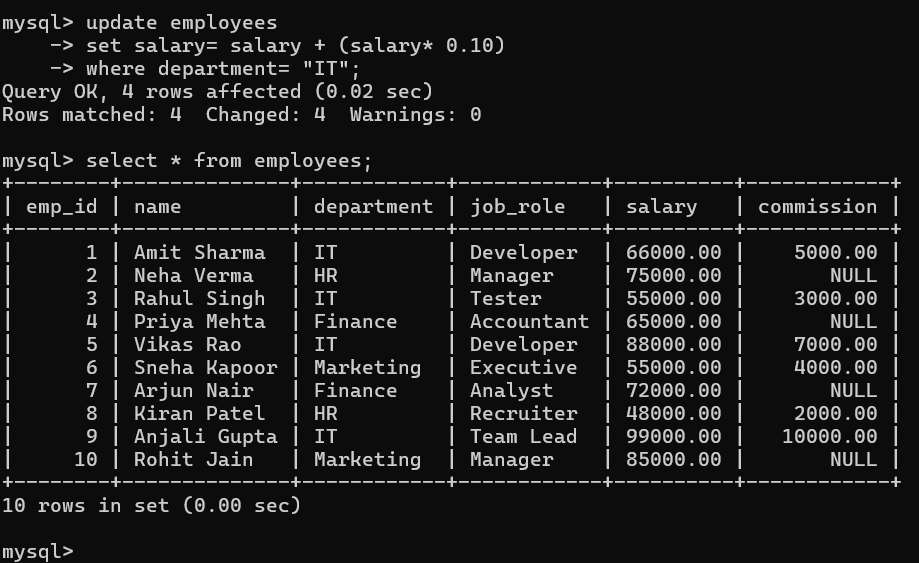 mysql> update employees
    -> set salary= salary + (salary* 0.10)
    -> where department= "IT";
Query OK, 4 rows affected (0.02 sec)
Rows matched: 4  Changed: 4  Warnings: 0

mysql> select * from employees;
+--------+--------------+------------+------------+----------+------------+
| emp_id | name         | department | job_role   | salary   | commission |
+--------+--------------+------------+------------+----------+------------+
|      1 | Amit Sharma  | IT         | Developer  | 66000.00 |    5000.00 |
|      2 | Neha Verma   | HR         | Manager    | 75000.00 |       NULL |
|      3 | Rahul Singh  | IT         | Tester     | 55000.00 |    3000.00 |
|      4 | Priya Mehta  | Finance    | Accountant | 65000.00 |       NULL |
|      5 | Vikas Rao    | IT         | Developer  | 88000.00 |    7000.00 |
|      6 | Sneha Kapoor | Marketing  | Executive  | 55000.00 |    4000.00 |
|      7 | Arjun Nair   | Finance    | Analyst    | 72000.00 |       NULL |
|      8 | Kiran Patel  | HR         | Recruiter  | 48000.00 |    2000.00 |
|      9 | Anjali Gupta | IT         | Team Lead  | 99000.00 |   10000.00 |
|     10 | Rohit Jain   | Marketing  | Manager    | 85000.00 |       NULL |
+--------+--------------+------------+------------+----------+------------+
10 rows in set (0.00 sec)

mysql>